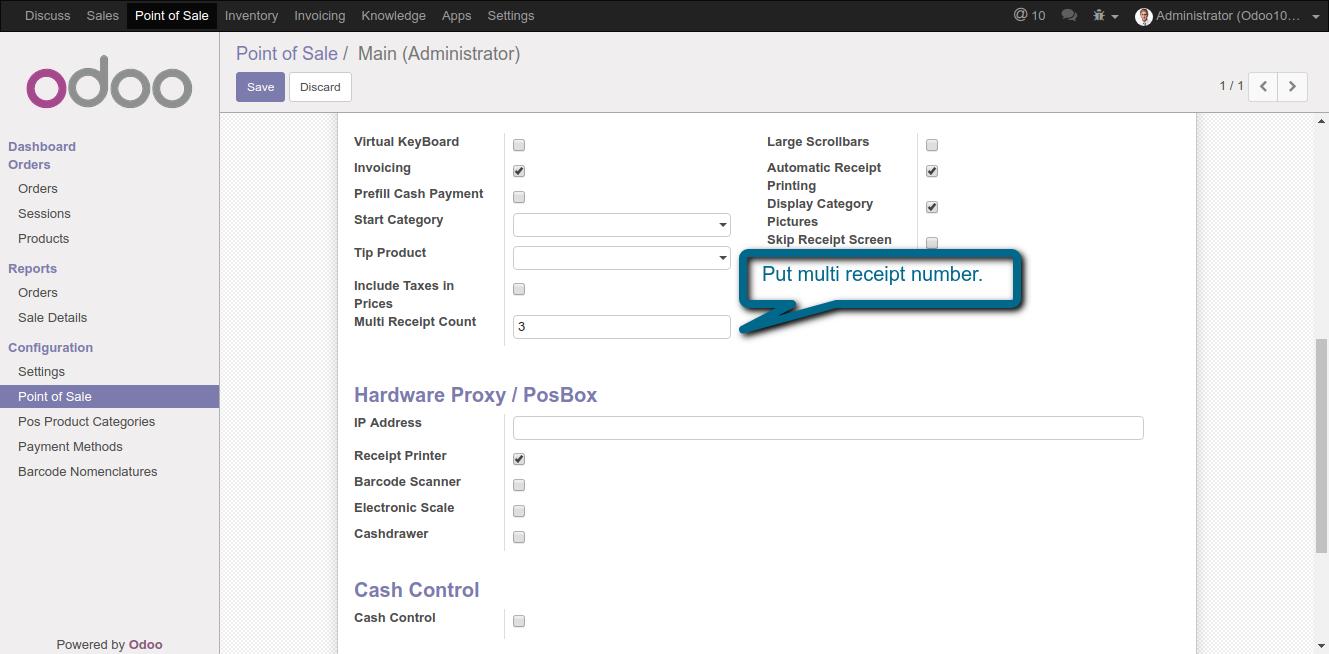 Discuss Sales Point of Sale Inventory Invoicing Knowledge Apps Settings @ 10 Administrator (Odoo10...
odoo
Point of Sale / Main (Administrator)
Save Discard 1 / 1
Dashboard
Orders
Orders
Sessions
Products
Reports
Orders
Sale Details
Configuration
Settings
Point of Sale
Pos Product Categories
Payment Methods
Barcode Nomenclatures
Powered by Odoo
Virtual KeyBoard
Invoicing
Prefill Cash Payment
Start Category
Tip Product
Include Taxes in
Prices
Multi Receipt Count 3
Large Scrollbars
Automatic Receipt
Printing
Display Category
Pictures
Skip Receipt Screen
Put multi receipt number.
Hardware Proxy / PosBox
IP Address
Receipt Printer
Barcode Scanner
Electronic Scale
Cashdrawer
Cash Control
Cash Control